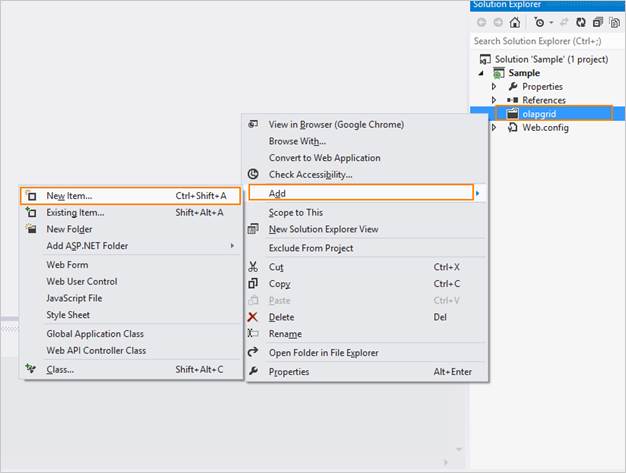 Solution Explorer
Search Solution Explorer (Ctrl+;)
Solution 'Sample' (1 project)
Sample
Properties
References
olapgrid
Web.config
View in Browser (Google Chrome)
Browse With...
Convert to Web Application
Check Accessibility...
Add
Scope to This
New Solution Explorer View
Exclude From Project
Cut Ctrl+X
Copy Ctrl+C
Paste Ctrl+V
Delete Del
Rename
Open Folder in File Explorer
Properties Alt+Enter
New Item... Ctrl+Shift+A
Existing Item... Shift+Alt+A
New Folder
Add ASP.NET Folder
Web Form
Web User Control
JavaScript File
Style Sheet
Global Application Class
Web API Controller Class
Class... Shift+Alt+C